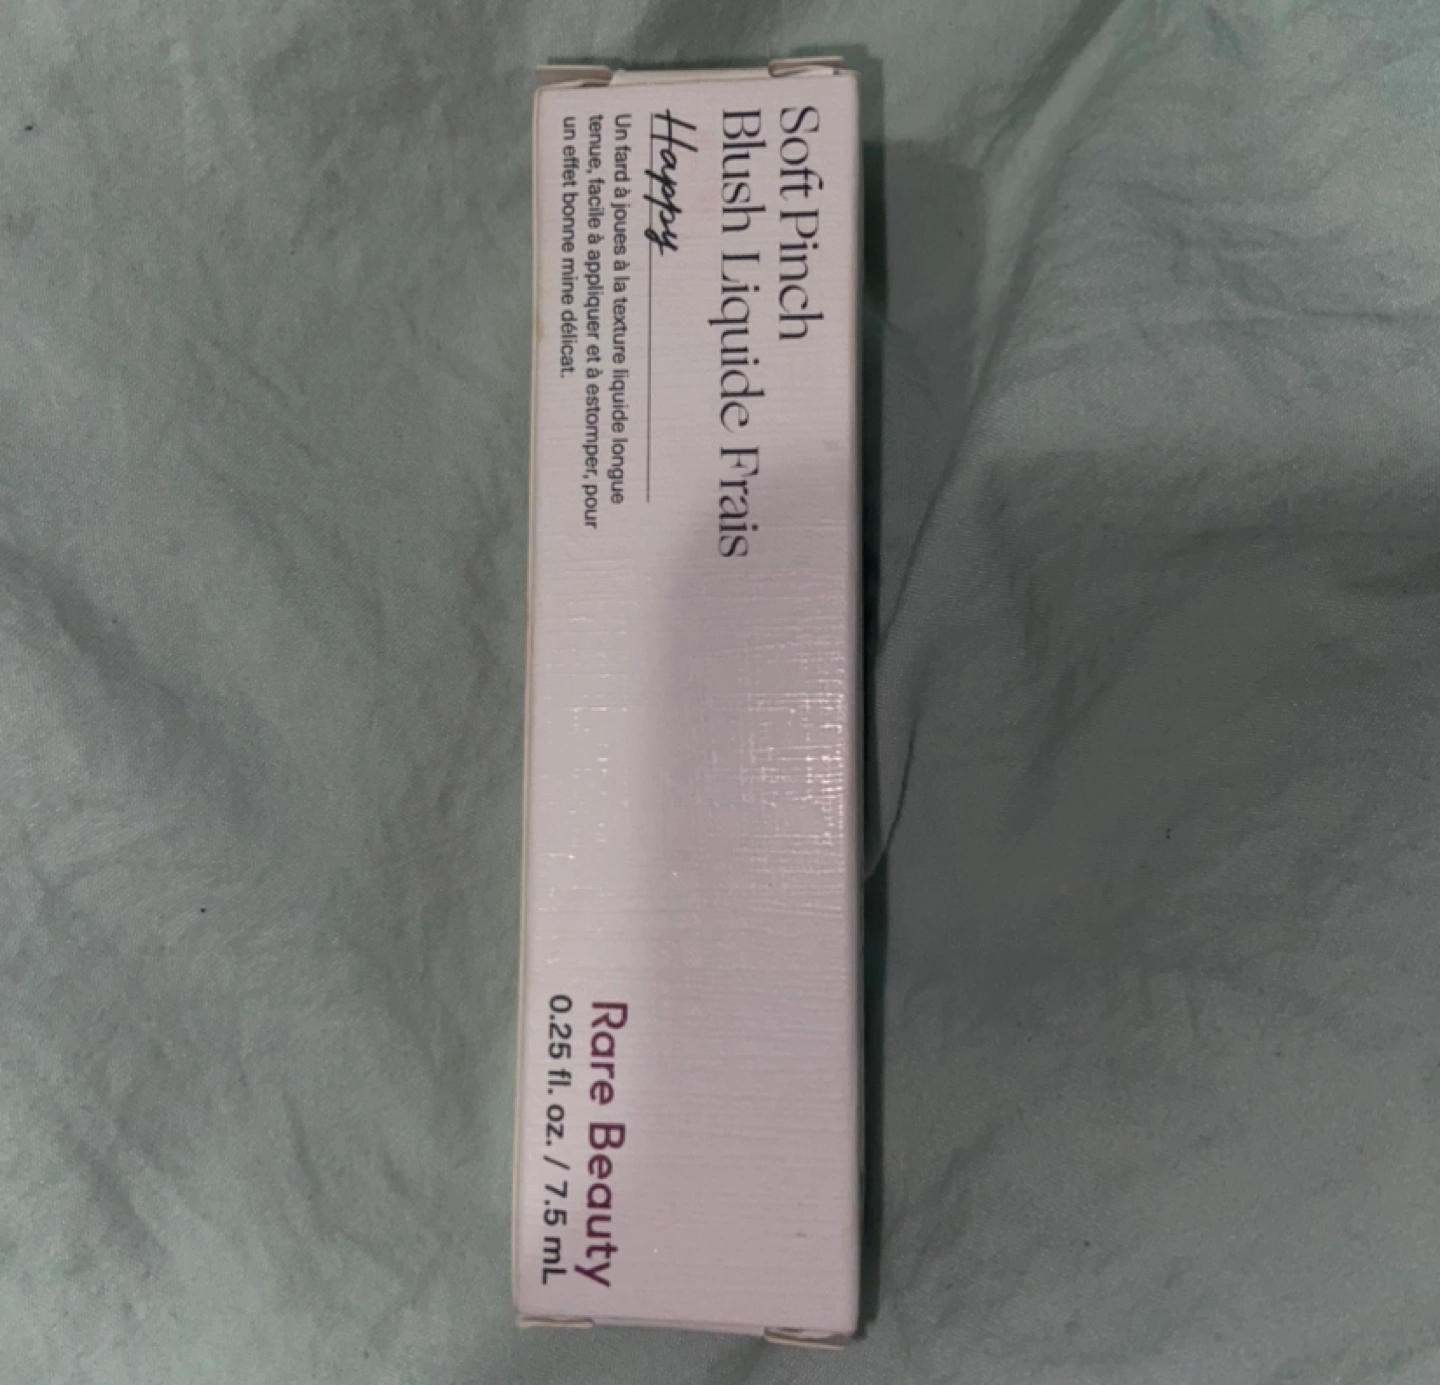 Soft Pinch
Blush Liquide Frais
Happy
Un fard à joues à la texture liquide longue
tenue, facile à appliquer et à estomper, pour
un effet bonne mine délicat.
Rare Beauty
0.25 fl. oz. / 7.5 mL